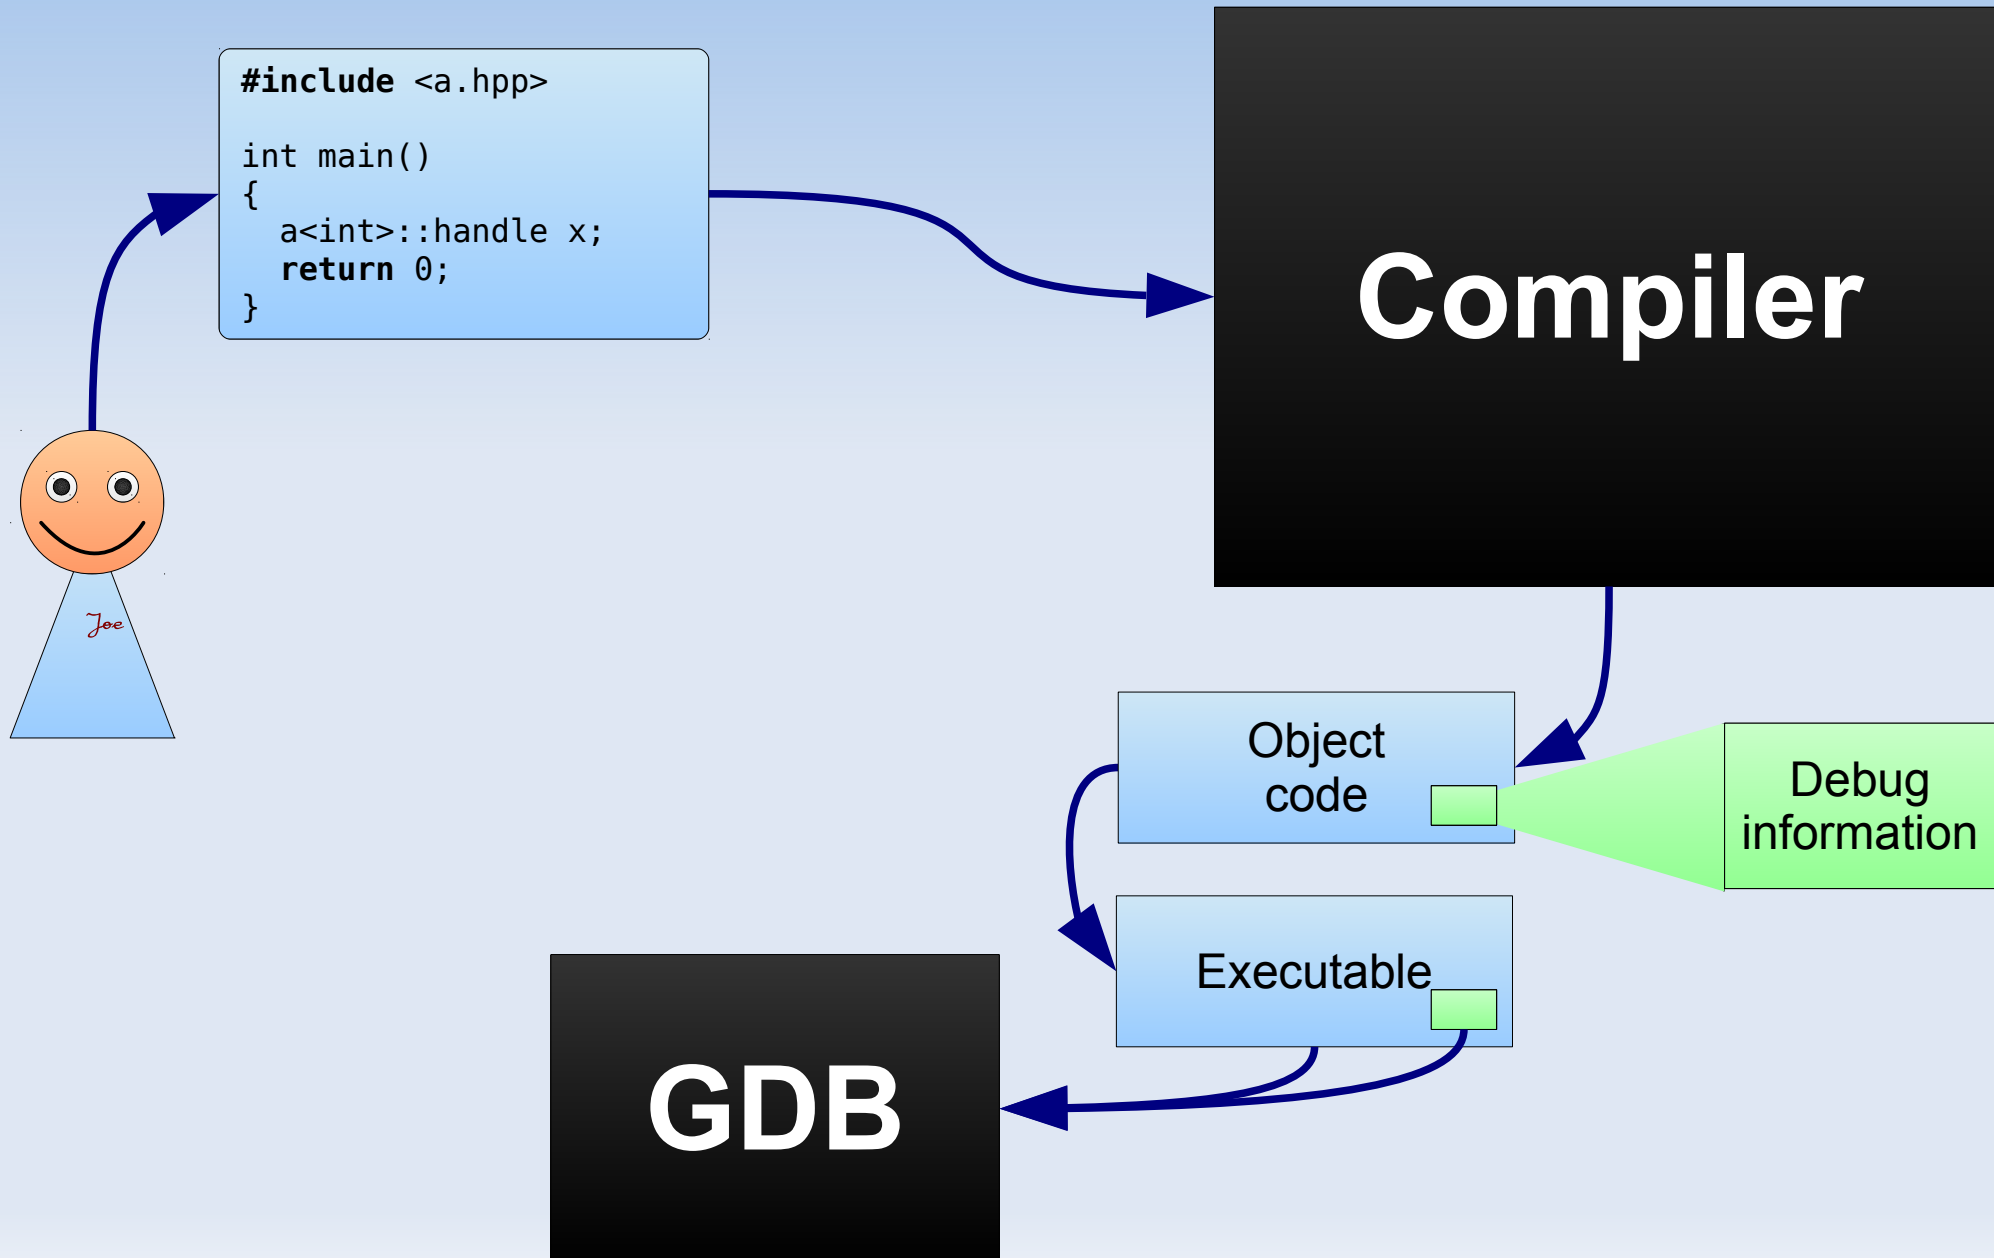 #include <a.hpp>
int main()
{
  a<int>::handle x;
  return 0;
}
Compiler
Joe
Object
code
Debug
information
Executable
GDB